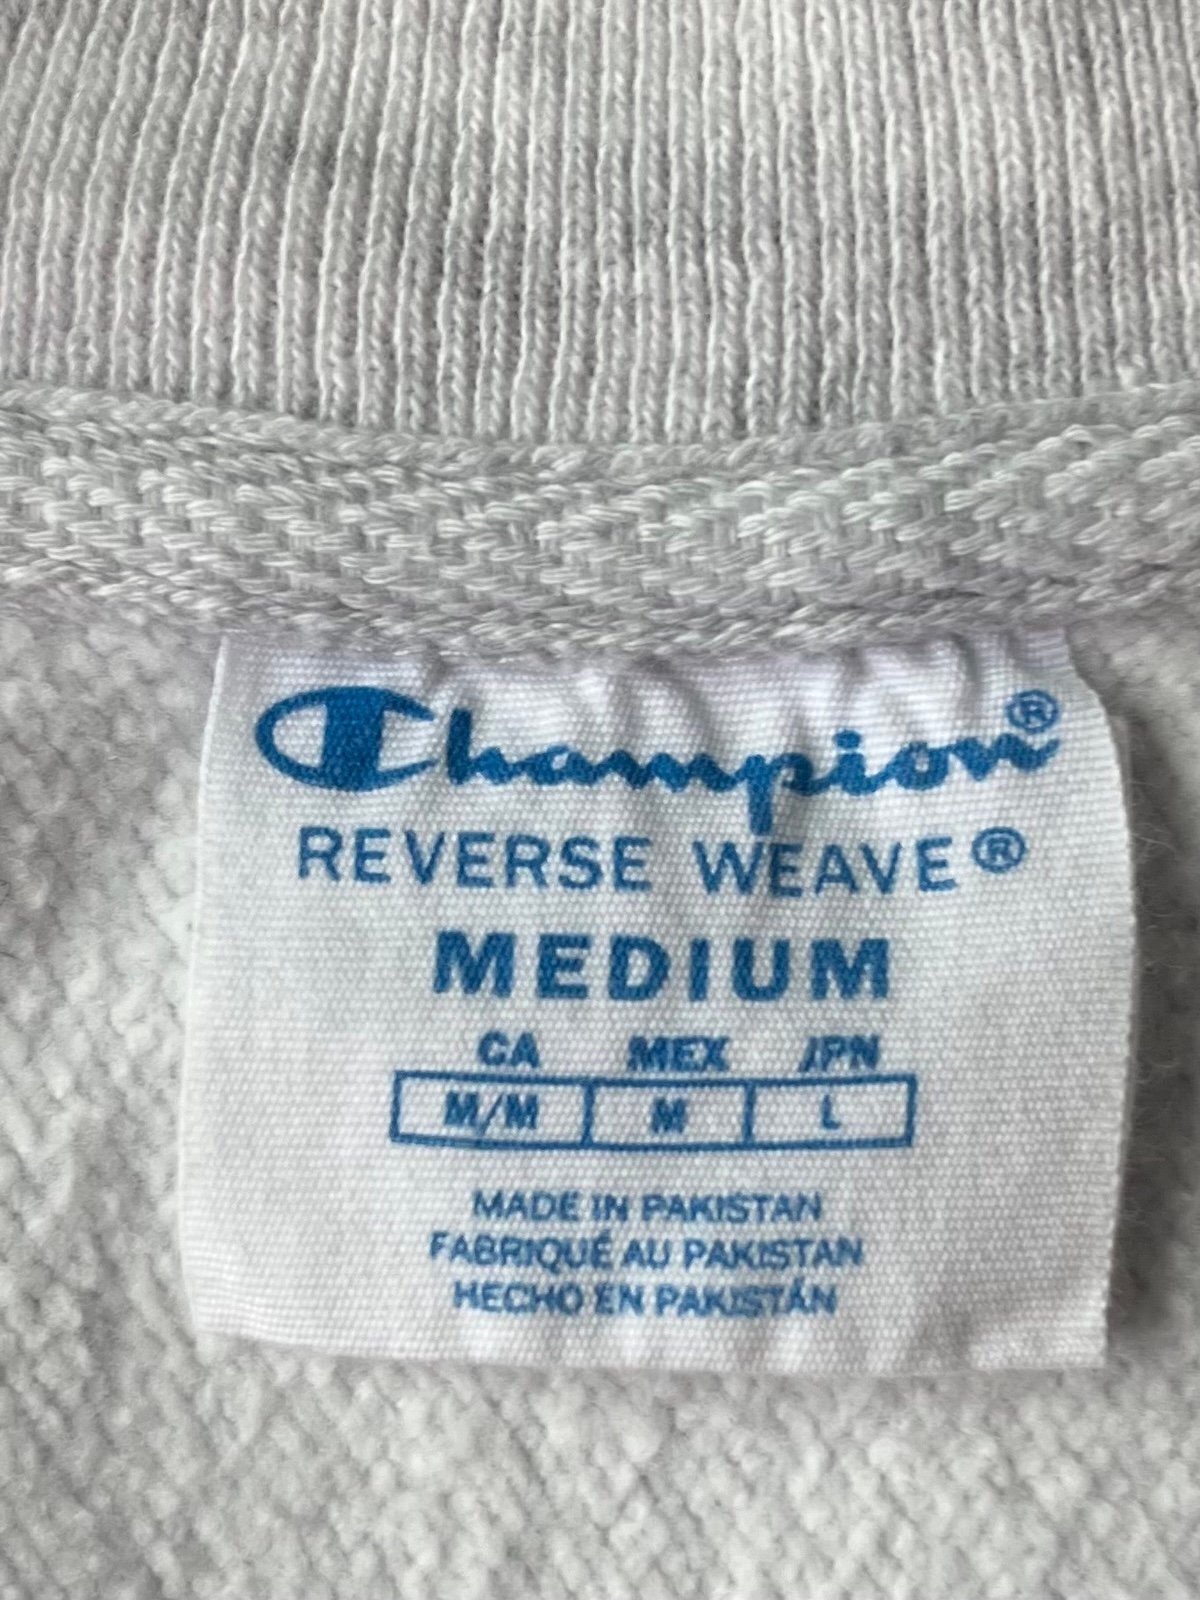 Champion®
REVERSE WEAVE®
MEDIUM
CA MEX JPN
M/M M L
MADE IN PAKISTAN
FABRIQUÉ AU PAKISTAN
HECHO EN PAKISTÁN